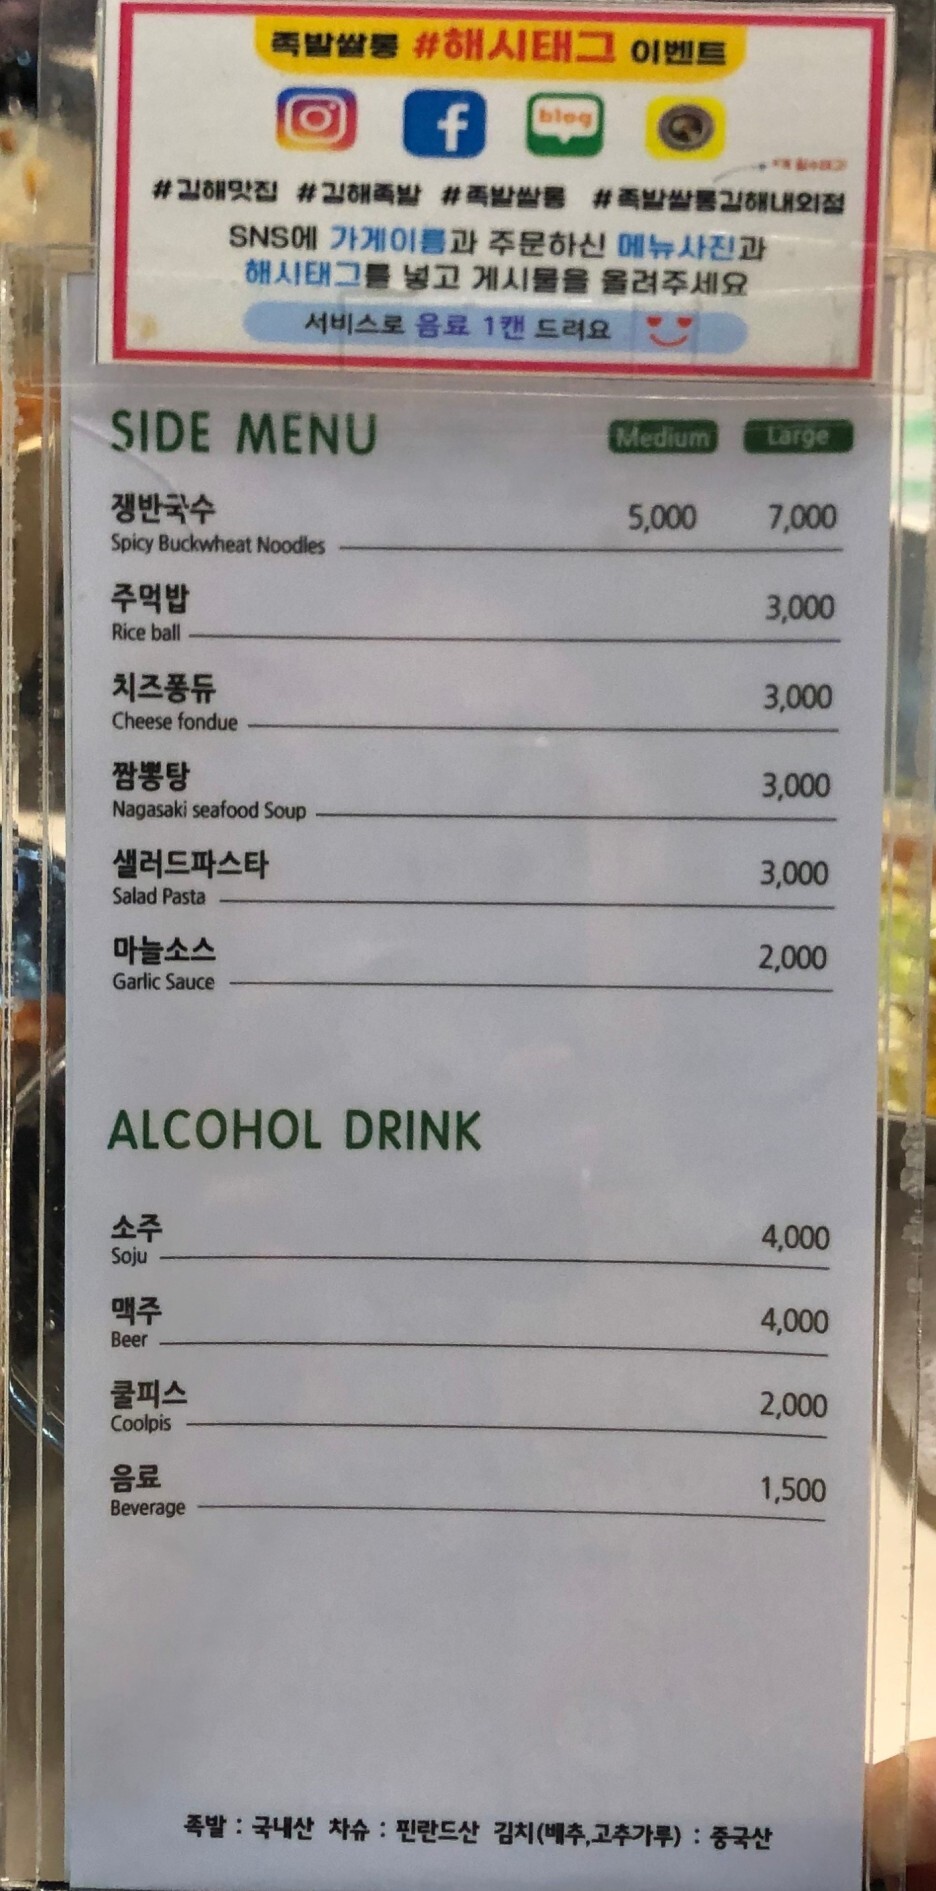 족발쌀롱 #해시태그 이벤트
blog
#김해맛집 #김해족발 #족발쌀롱 #족발쌀롱김해내외점
SNS에 가게이름과 주문하신 메뉴사진과
해시태그를 넣고 게시물을 올려주세요
서비스로 음료 1캔 드려요
SIDE MENU Medium Large
쟁반국수 5,000 7,000
Spicy Buckwheat Noodles
주먹밥 3,000
Rice ball
치즈퐁듀 3,000
Cheese fondue
짬뽕탕 3,000
Nagasaki seafood Soup
샐러드파스타 3,000
Salad Pasta
마늘소스 2,000
Garlic Sauce
ALCOHOL DRINK
소주 4,000
Soju
맥주 4,000
Beer
쿨피스 2,000
Coolpis
음료 1,500
Beverage
족발 : 국내산 차슈 : 핀란드산 김치(배추,고추가루) : 중국산